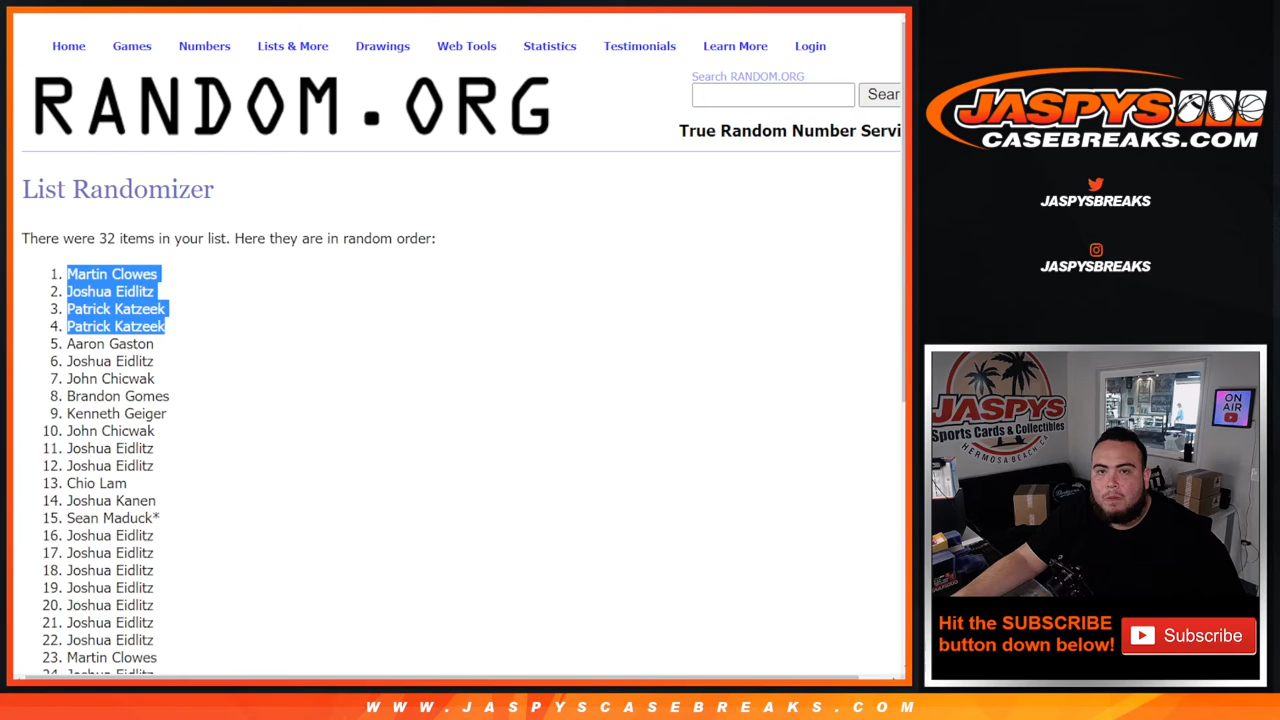 Home Games Numbers Lists & More Drawings Web Tools Statistics Testimonials Learn More Login
RANDOM.ORG
Search RANDOM.ORG
Sear
True Random Number Servi
List Randomizer
There were 32 items in your list. Here they are in random order:
1. Martin Clowes
2. Joshua Eidlitz
3. Patrick Katzeek
4. Patrick Katzeek
5. Aaron Gaston
6. Joshua Eidlitz
7. John Chicwak
8. Brandon Gomes
9. Kenneth Geiger
10. John Chicwak
11. Joshua Eidlitz
12. Joshua Eidlitz
13. Chio Lam
14. Joshua Kanen
15. Sean Maduck*
16. Joshua Eidlitz
17. Joshua Eidlitz
18. Joshua Eidlitz
19. Joshua Eidlitz
20. Joshua Eidlitz
21. Joshua Eidlitz
22. Joshua Eidlitz
23. Martin Clowes
24. Joshua Eidlitz
JASPYS
CASEBREAKS.COM
JASPYSBREAKS
JASPYSBREAKS
JASPYS
Sports Cards & Collectibles
HERMOSA BEACH CA
ON
AIR
Hit the SUBSCRIBE
button down below!
Subscribe
WWW.JASPYSCASEBREAKS.COM